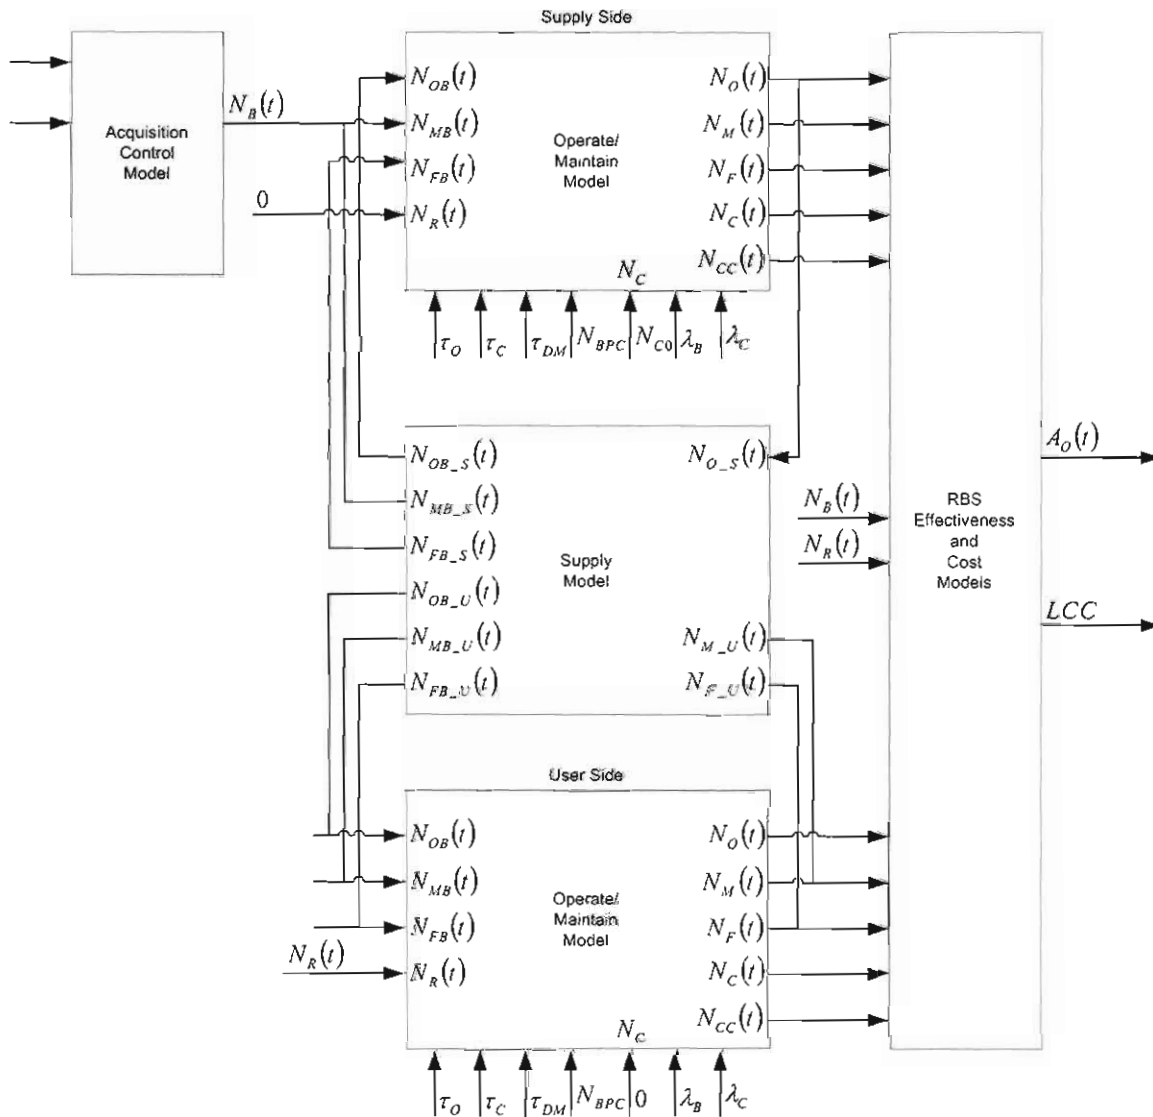 Supply Side
Acquisition
Control
Model
N_B(t)
0
N_OB(t)
N_MB(t)
N_FB(t)
N_R(t)
Operate/
Maintain
Model
N_O(t)
N_M(t)
N_F(t)
N_C(t)
N_CC(t)
N_C
τ_O τ_C τ_DM N_BPC N_C0 λ_B λ_C
N_OB_S(t)
N_MB_S(t)
N_FB_S(t)
N_OB_U(t)
N_MB_U(t)
N_FB_U(t)
Supply
Model
N_O_S(t)
N_M_U(t)
N_F_U(t)
N_B(t)
N_R(t)
RBS
Effectiveness
and
Cost
Models
A_O(t)
LCC
User Side
N_R(t)
N_OB(t)
N_MB(t)
N_FB(t)
N_R(t)
Operate/
Maintain
Model
N_O(t)
N_M(t)
N_F(t)
N_C(t)
N_CC(t)
N_C
τ_O τ_C τ_DM N_BPC 0 λ_B λ_C